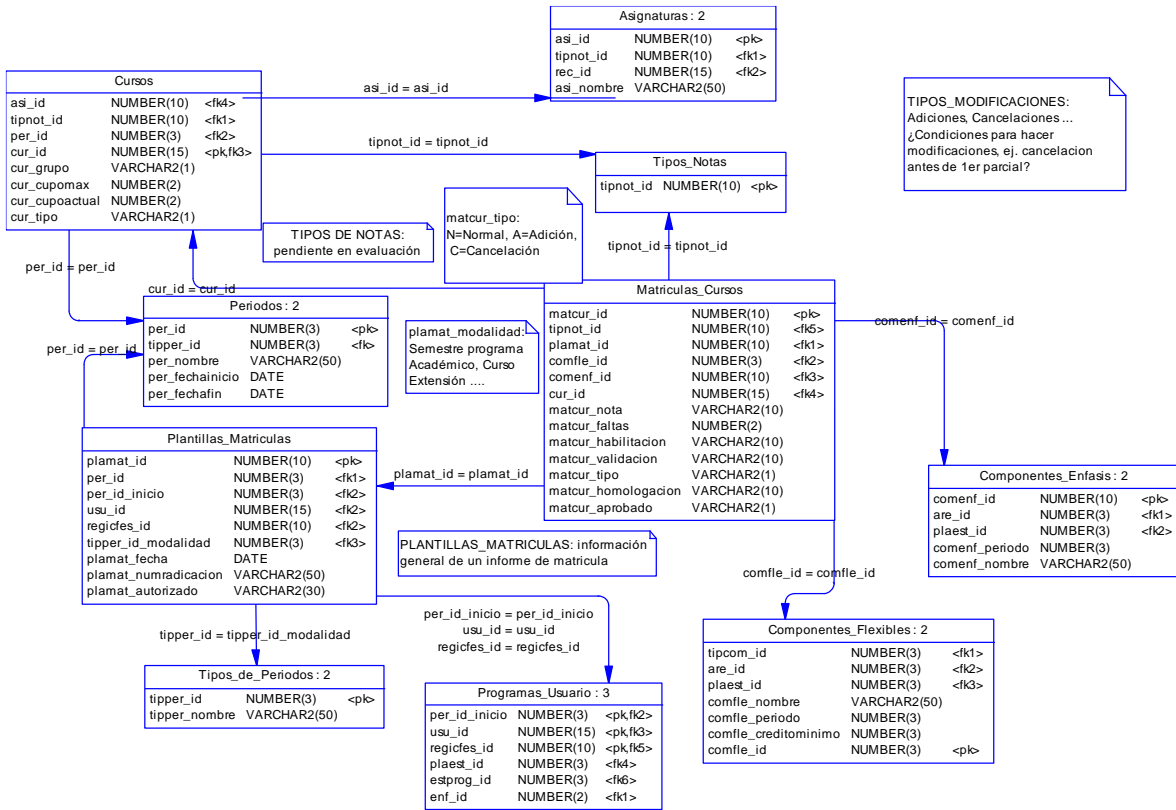 Asignaturas : 2
asi_id NUMBER(10) <pk>
tipnot_id NUMBER(10) <fk1>
rec_id NUMBER(15) <fk2>
asi_nombre VARCHAR2(50)
Cursos
asi_id NUMBER(10) <fk4>
tipnot_id NUMBER(10) <fk1>
per_id NUMBER(3) <fk2>
cur_id NUMBER(15) <pk,fk3>
cur_grupo VARCHAR2(1)
cur_cupomax NUMBER(2)
cur_cupoactual NUMBER(2)
cur_tipo VARCHAR2(1)
asi_id = asi_id
TIPOS_MODIFICACIONES:
Adiciones, Cancelaciones ...
¿Condiciones para hacer
modificaciones, ej. cancelacion
antes de 1er parcial?
tipnot_id = tipnot_id
Tipos_Notas
tipnot_id NUMBER(10) <pk>
matcur_tipo:
N=Normal, A=Adición,
C=Cancelación
TIPOS DE NOTAS:
pendiente en evaluación
tipnot_id = tipnot_id
per_id = per_id
cur_id = cur_id
Periodos : 2
per_id NUMBER(3) <pk>
tipper_id NUMBER(3) <fk>
per_nombre VARCHAR2(50)
per_fechainicio DATE
per_fechafin DATE
per_id = per_id
plamat_modalidad:
Semestre programa
Académico, Curso
Extensión ....
Matriculas_Cursos
matcur_id NUMBER(10) <pk>
tipnot_id NUMBER(10) <fk5>
plamat_id NUMBER(10) <fk1>
comfle_id NUMBER(3) <fk2>
comenf_id NUMBER(10) <fk3>
cur_id NUMBER(15) <fk4>
matcur_nota VARCHAR2(10)
matcur_faltas NUMBER(2)
matcur_habilitacion VARCHAR2(10)
matcur_validacion VARCHAR2(10)
matcur_tipo VARCHAR2(1)
matcur_homologacion VARCHAR2(10)
matcur_aprobado VARCHAR2(1)
comenf_id = comenf_id
Plantillas_Matriculas
plamat_id NUMBER(10) <pk>
per_id NUMBER(3) <fk1>
per_id_inicio NUMBER(3) <fk2>
usu_id NUMBER(15) <fk2>
regicfes_id NUMBER(10) <fk2>
tipper_id_modalidad NUMBER(3) <fk3>
plamat_fecha DATE
plamat_numradicacion VARCHAR2(50)
plamat_autorizado VARCHAR2(30)
plamat_id = plamat_id
Componentes_Enfasis : 2
comenf_id NUMBER(10) <pk>
are_id NUMBER(3) <fk1>
plaest_id NUMBER(3) <fk2>
comenf_periodo NUMBER(3)
comenf_nombre VARCHAR2(50)
PLANTILLAS_MATRICULAS: información
general de un informe de matricula
comfle_id = comfle_id
per_id_inicio = per_id_inicio
usu_id = usu_id
regicfes_id = regicfes_id
tipper_id = tipper_id_modalidad
Componentes_Flexibles : 2
tipcom_id NUMBER(3) <fk1>
are_id NUMBER(3) <fk2>
plaest_id NUMBER(3) <fk3>
comfle_nombre VARCHAR2(50)
comfle_periodo NUMBER(3)
comfle_creditominimo NUMBER(3)
comfle_id NUMBER(3) <pk>
Tipos_de_Periodos : 2
tipper_id NUMBER(3) <pk>
tipper_nombre VARCHAR2(50)
Programas_Usuario : 3
per_id_inicio NUMBER(3) <pk,fk2>
usu_id NUMBER(15) <pk,fk3>
regicfes_id NUMBER(10) <pk,fk5>
plaest_id NUMBER(3) <fk4>
estprog_id NUMBER(3) <fk6>
enf_id NUMBER(2) <fk1>